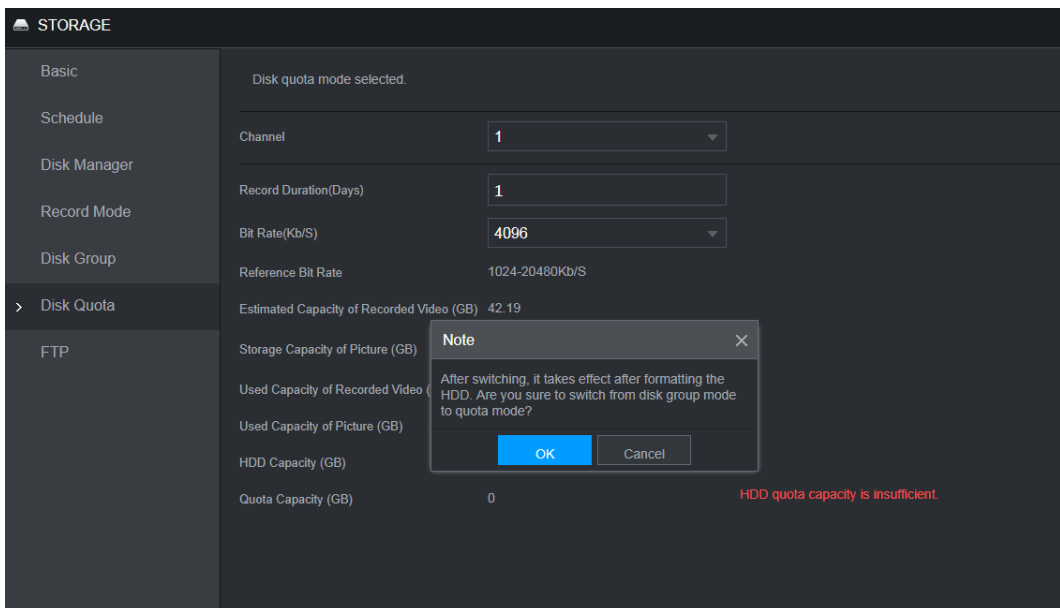 STORAGE
Basic
Schedule
Disk Manager
Record Mode
Disk Group
Disk Quota
FTP
Disk quota mode selected.
Channel 1
Record Duration(Days) 1
Bit Rate(Kb/S) 4096
Reference Bit Rate 1024-20480Kb/S
Estimated Capacity of Recorded Video (GB) 42.19
Storage Capacity of Picture (GB)
Used Capacity of Recorded Video (
Used Capacity of Picture (GB)
HDD Capacity (GB)
Quota Capacity (GB) 0 HDD quota capacity is insufficient.
Note
After switching, it takes effect after formatting the
HDD. Are you sure to switch from disk group mode
to quota mode?
OK Cancel